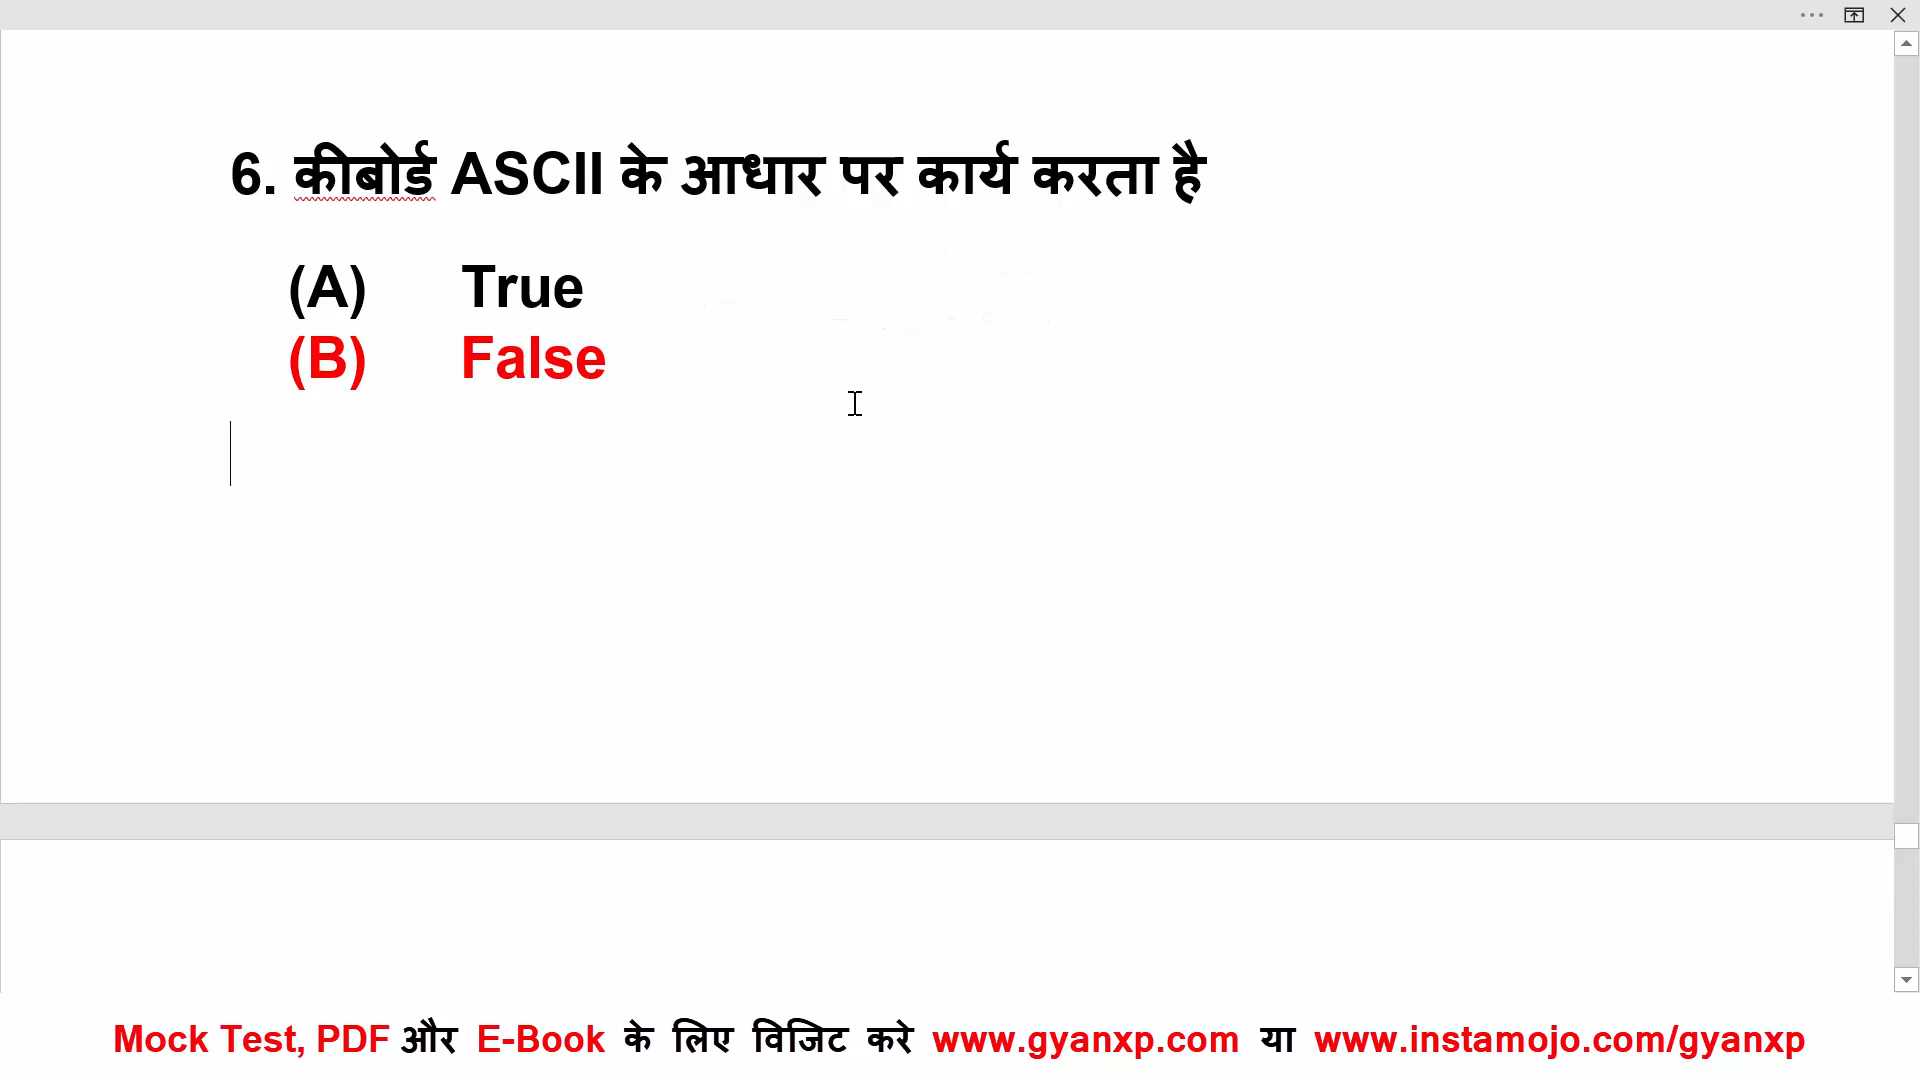 6. कीबोर्ड ASCII के आधार पर कार्य करता है
(A) True
(B) False
Mock Test, PDF और E-Book के लिए विजिट करे www.gyanxp.com या www.instamojo.com/gyanxp